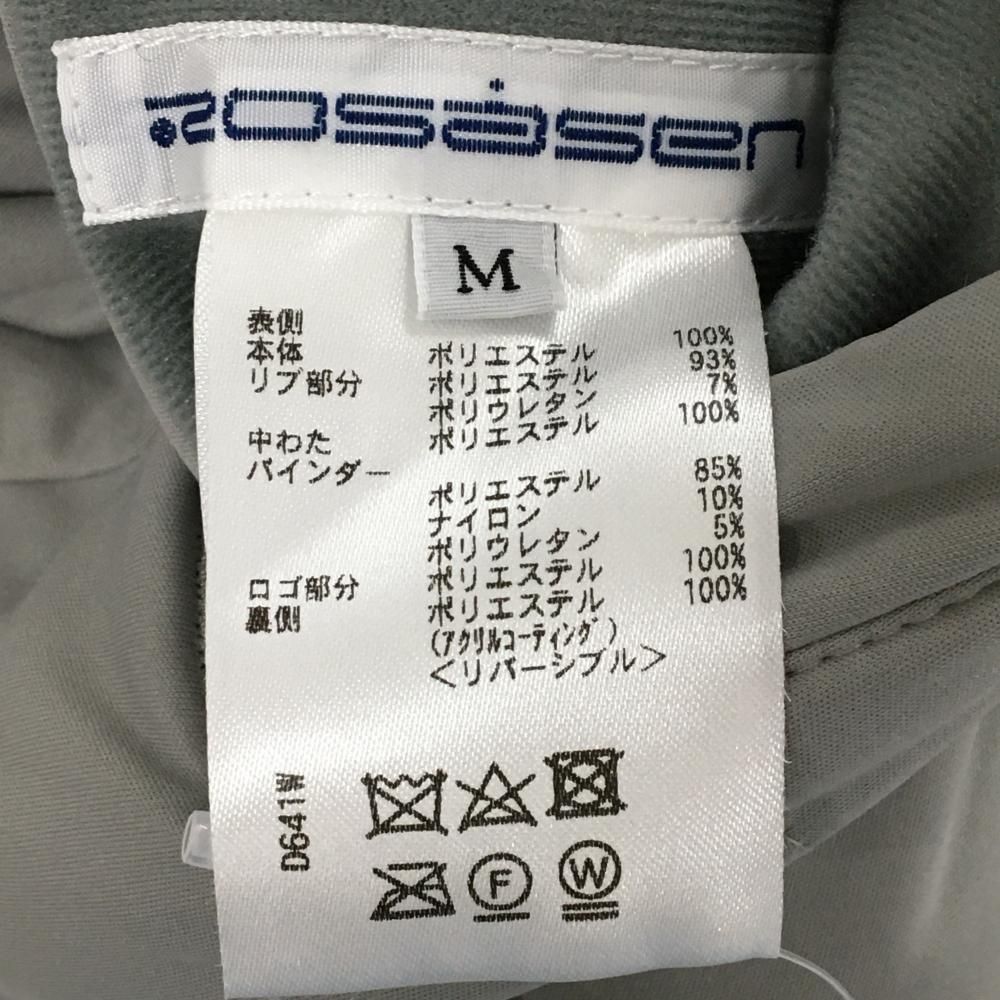 rosasen
M
表側
本体 ポリエステル 100%
リブ部分 ポリエステル 93%
ポリウレタン 7%
中わた ポリエステル 100%
バインダー
ポリエステル 85%
ナイロン 10%
ポリウレタン 5%
ロゴ部分 ポリエステル 100%
裏側 ポリエステル 100%
(アクリルコーティング)
<リバーシブル>
D641W
F W